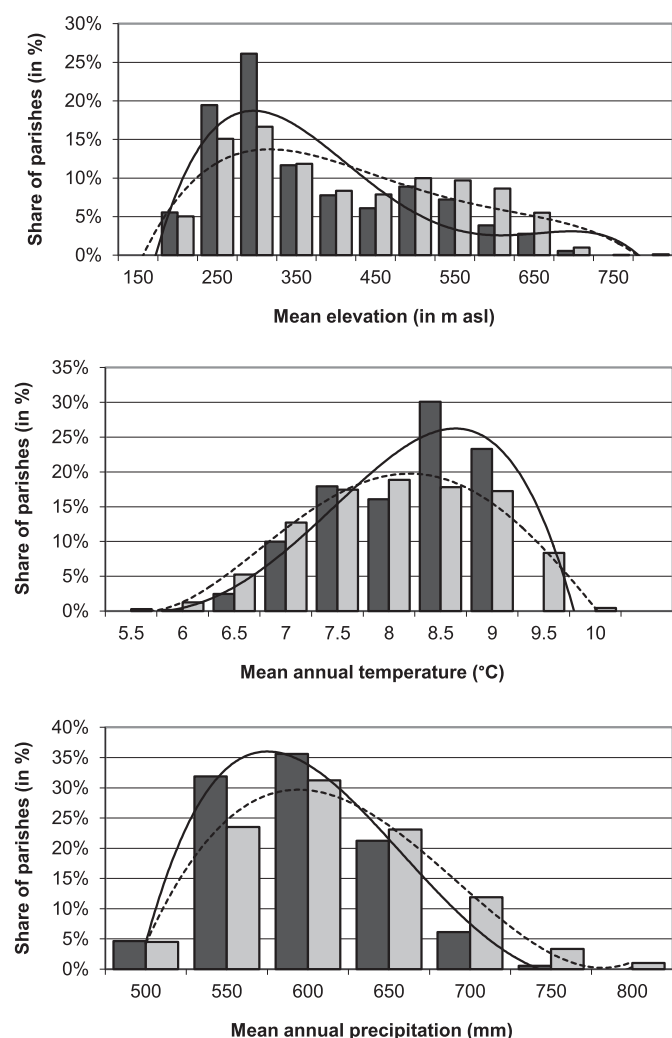 30%
25%
20%
15%
10%
5%
0%
Share of parishes (in %)
150 250 350 450 550 650 750
Mean elevation (in m asl)
35%
30%
25%
20%
15%
10%
5%
0%
Share of parishes (in %)
5.5 6 6.5 7 7.5 8 8.5 9 9.5 10
Mean annual temperature (°C)
40%
35%
30%
25%
20%
15%
10%
5%
0%
Share of parishes (in %)
500 550 600 650 700 750 800
Mean annual precipitation (mm)